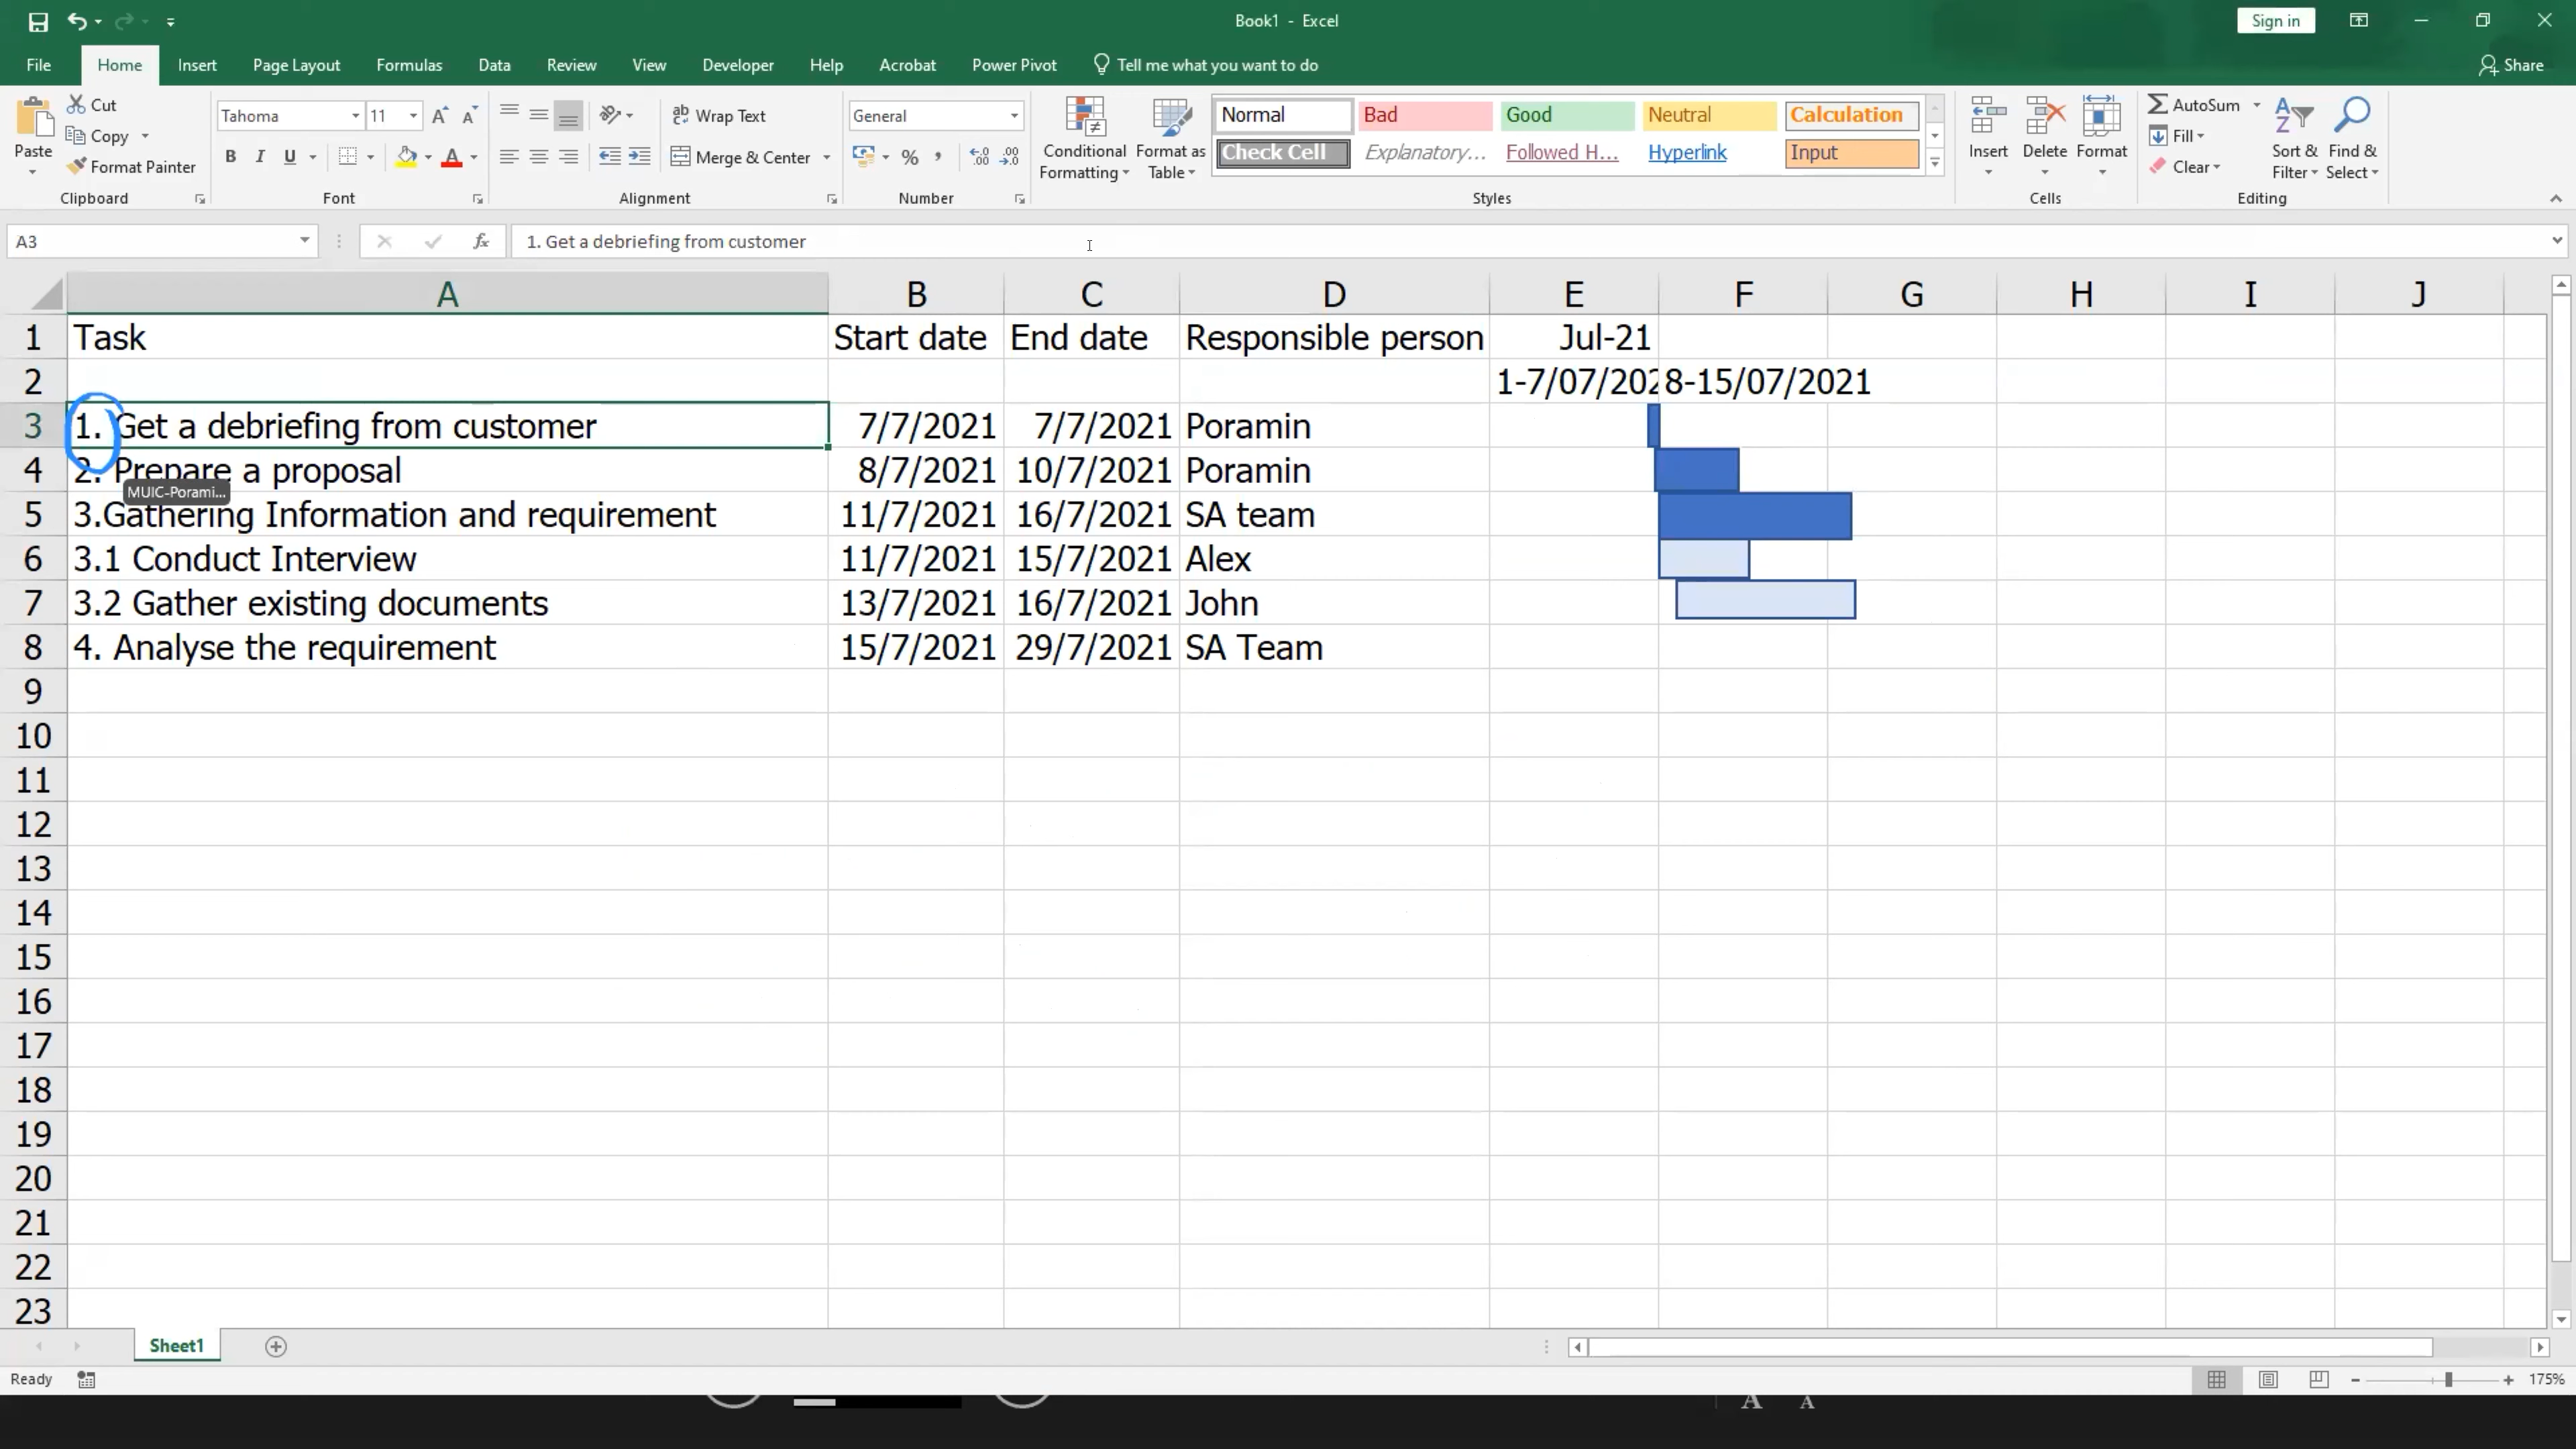 Book1 - Excel
Sign in
File Home Insert Page Layout Formulas Data Review View Developer Help Acrobat Power Pivot Tell me what you want to do
Share
Paste
Cut
Copy
Format Painter
Clipboard
Tahoma 11
B I U
Font
Wrap Text
Merge & Center
Alignment
General
Number
Conditional Formatting
Format as Table
Normal Bad Good Neutral Calculation
Check Cell Explanatory... Followed H... Hyperlink Input
Styles
Insert Delete Format
Cells
AutoSum
Fill
Clear
Sort & Filter
Find & Select
Editing
A3
fx
1. Get a debriefing from customer
A B C D E F G H I J
1 Task Start date End date Responsible person Jul-21
2 1-7/07/202 8-15/07/2021
3 1. Get a debriefing from customer 7/7/2021 7/7/2021 Poramin
4 2. Prepare a proposal 8/7/2021 10/7/2021 Poramin
MUIC-Porami...
5 3.Gathering Information and requirement 11/7/2021 16/7/2021 SA team
6 3.1 Conduct Interview 11/7/2021 15/7/2021 Alex
7 3.2 Gather existing documents 13/7/2021 16/7/2021 John
8 4. Analyse the requirement 15/7/2021 29/7/2021 SA Team
9
10
11
12
13
14
15
16
17
18
19
20
21
22
23
Sheet1
Ready
175%
A A